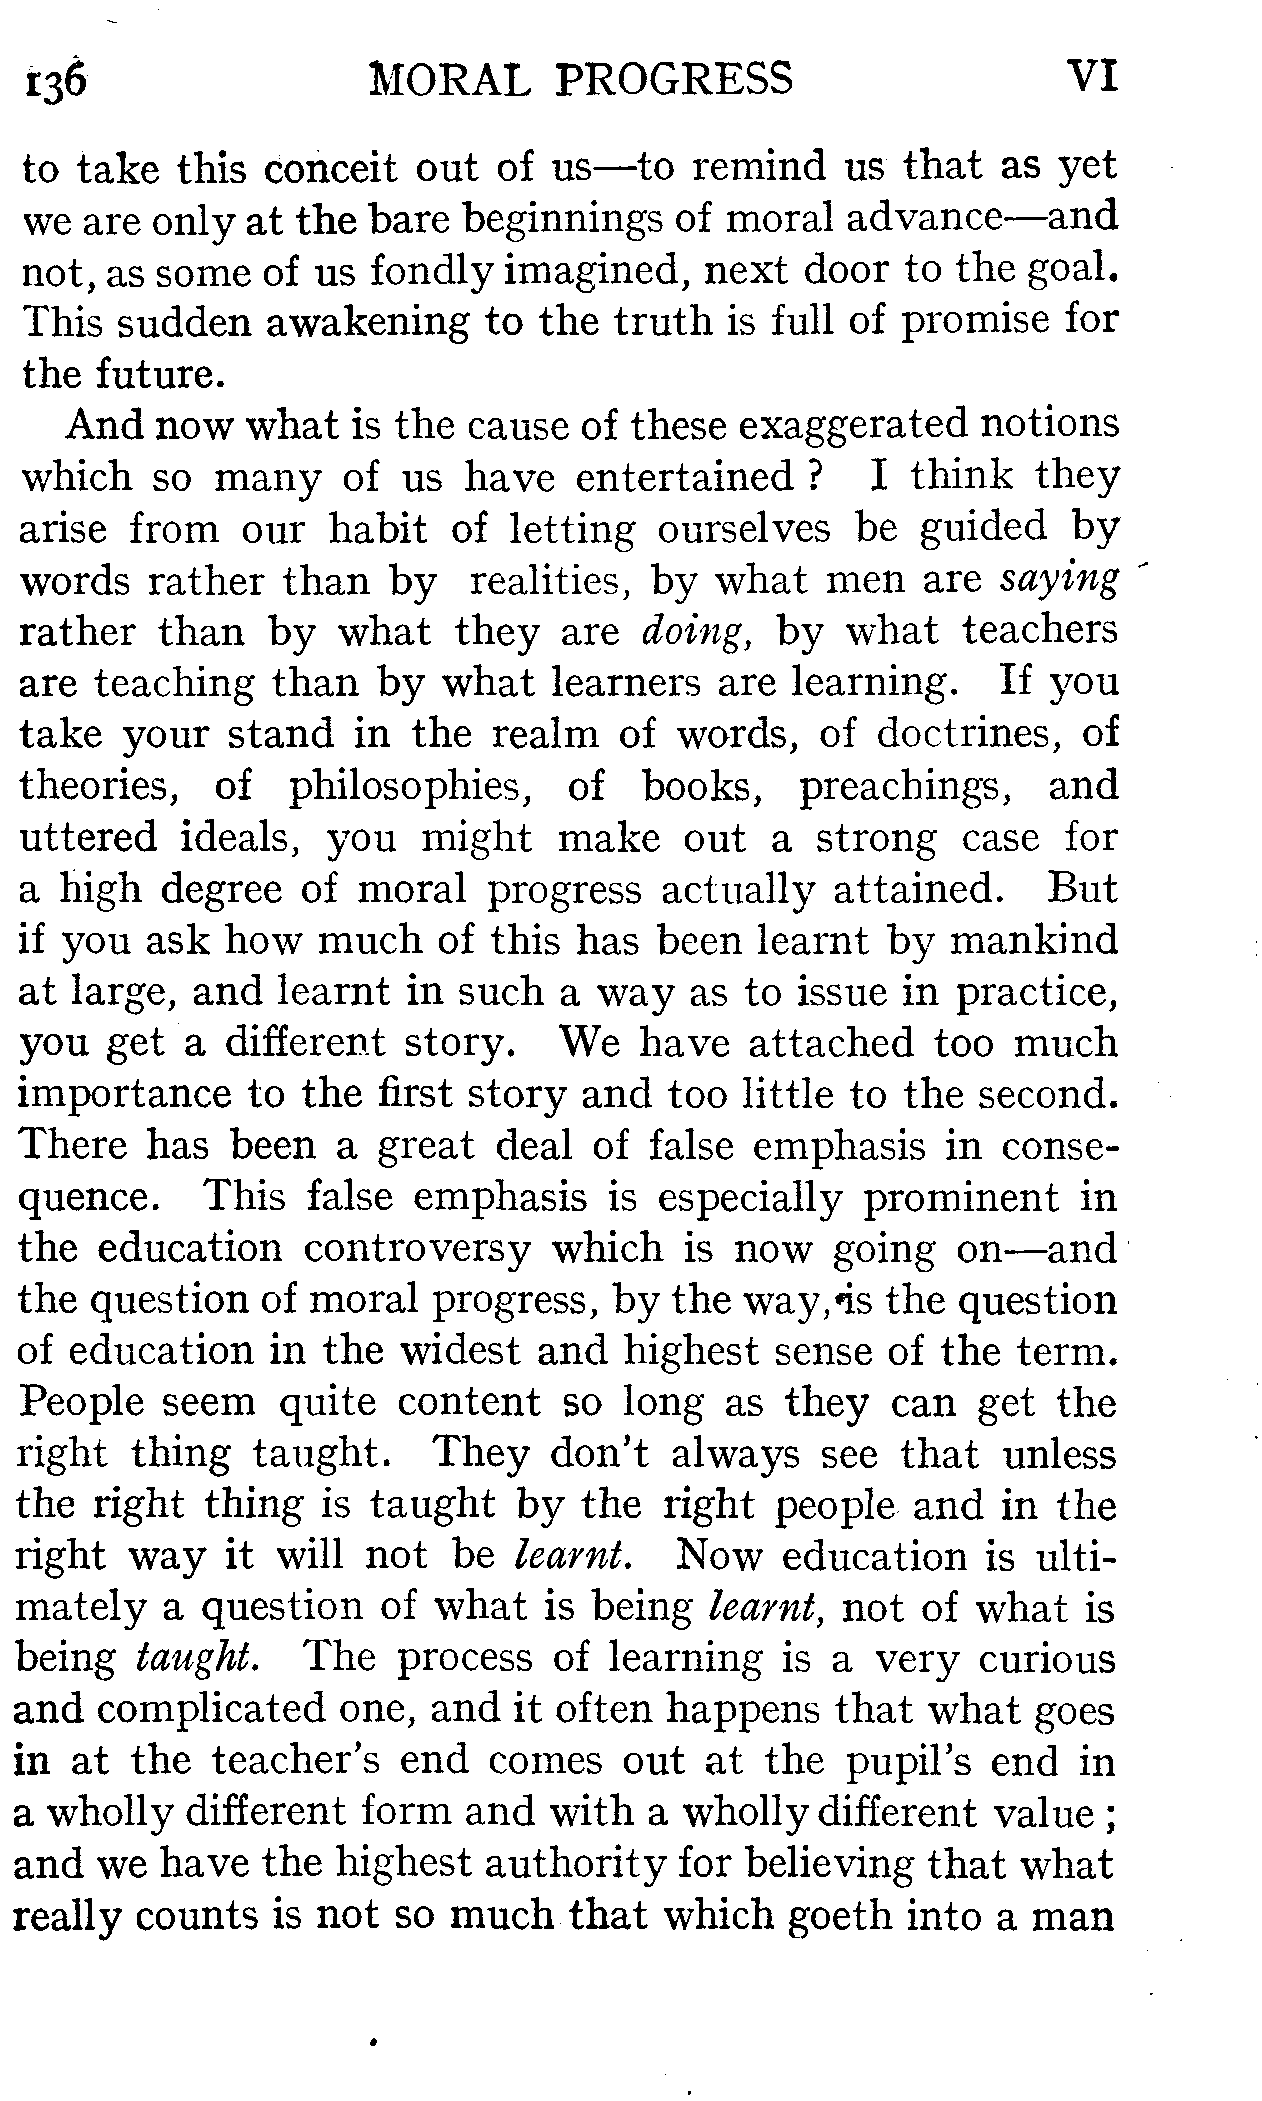 136 MORAL PROGRESS VI
to take this conceit out of us—to remind us that as yet
we are only at the bare beginnings of moral advance—and
not, as some of us fondly imagined, next door to the goal.
This sudden awakening to the truth is full of promise for
the future.
And now what is the cause of these exaggerated notions
which so many of us have entertained ? I think they
arise from our habit of letting ourselves be guided by
words rather than by realities, by what men are saying
rather than by what they are doing, by what teachers
are teaching than by what learners are learning. If you
take your stand in the realm of words, of doctrines, of
theories, of philosophies, of books, preachings, and
uttered ideals, you might make out a strong case for
a high degree of moral progress actually attained. But
if you ask how much of this has been learnt by mankind
at large, and learnt in such a way as to issue in practice,
you get a different story. We have attached too much
importance to the first story and too little to the second.
There has been a great deal of false emphasis in conse-
quence. This false emphasis is especially prominent in
the education controversy which is now going on—and
the question of moral progress, by the way, is the question
of education in the widest and highest sense of the term.
People seem quite content so long as they can get the
right thing taught. They don't always see that unless
the right thing is taught by the right people and in the
right way it will not be learnt. Now education is ulti-
mately a question of what is being learnt, not of what is
being taught. The process of learning is a very curious
and complicated one, and it often happens that what goes
in at the teacher's end comes out at the pupil's end in
a wholly different form and with a wholly different value ;
and we have the highest authority for believing that what
really counts is not so much that which goeth into a man